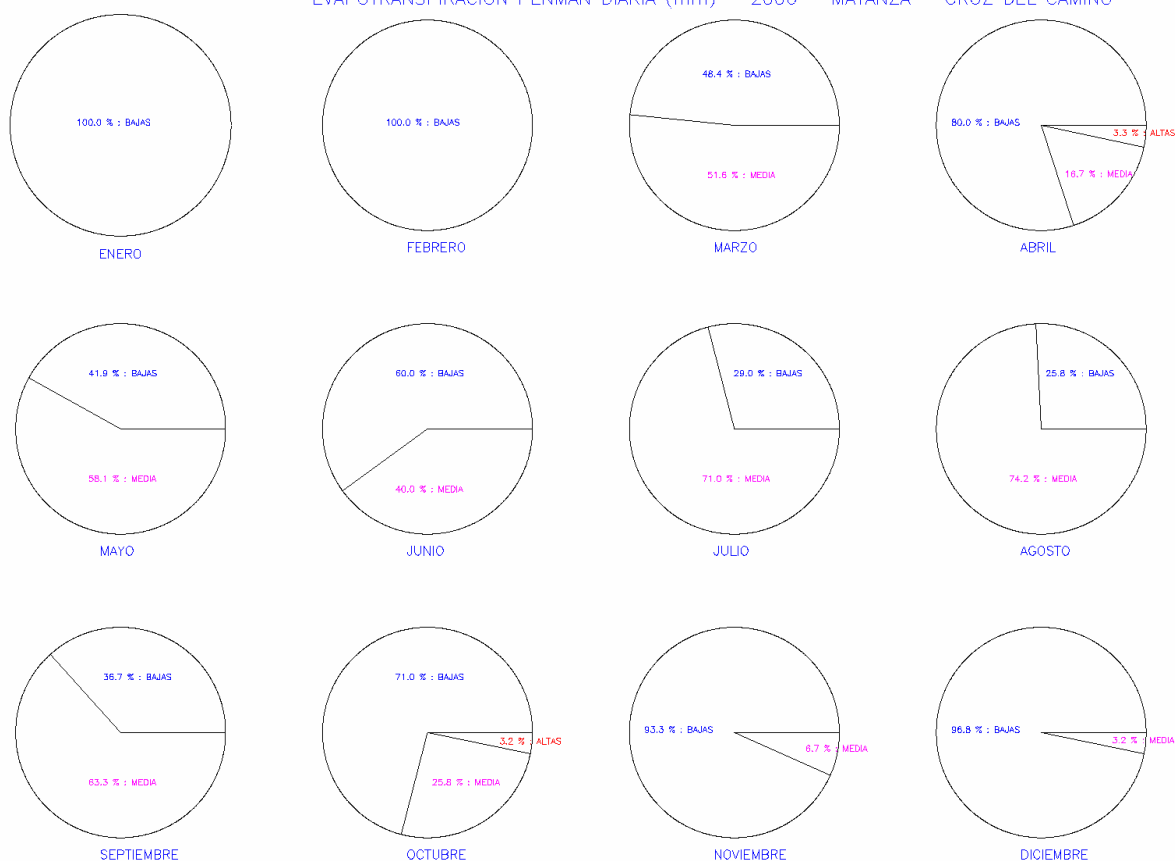 EVAPOTRANSPIRACION PENMAN DIARIA (mm) 2000 MATANZA CRUZ DEL CAMINO
100.0 % : BAJAS
ENERO
100.0 % : BAJAS
FEBRERO
48.4 % : BAJAS
51.6 % : MEDIA
MARZO
80.0 % : BAJAS
3.3 % : ALTAS
16.7 % : MEDIA
ABRIL
41.9 % : BAJAS
58.1 % : MEDIA
MAYO
60.0 % : BAJAS
40.0 % : MEDIA
JUNIO
29.0 % : BAJAS
71.0 % : MEDIA
JULIO
25.8 % : BAJAS
74.2 % : MEDIA
AGOSTO
36.7 % : BAJAS
63.3 % : MEDIA
SEPTIEMBRE
71.0 % : BAJAS
3.2 % : ALTAS
25.8 % : MEDIA
OCTUBRE
93.3 % : BAJAS
6.7 % : MEDIA
NOVIEMBRE
96.8 % : BAJAS
3.2 % : MEDIA
DICIEMBRE